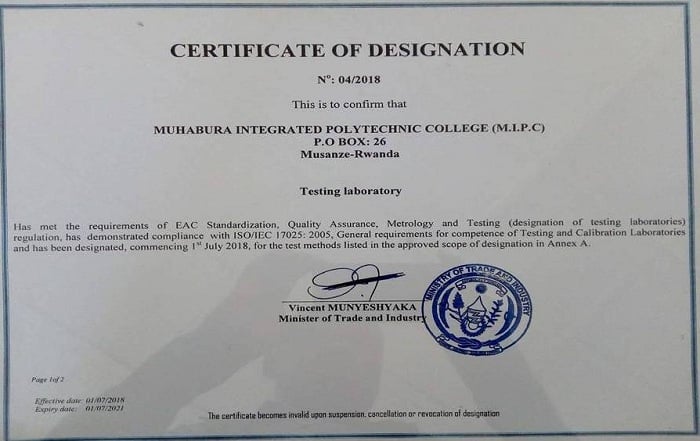 CERTIFICATE OF DESIGNATION
N°: 04/2018
This is to confirm that
MUHABURA INTEGRATED POLYTECHNIC COLLEGE (M.I.P.C)
P.O BOX: 26
Musanze-Rwanda
Testing laboratory
Has met the requirements of EAC Standardization, Quality Assurance, Metrology and Testing (designation of testing laboratories)
regulation, has demonstrated compliance with ISO/IEC 17025: 2005, General requirements for competence of Testing and Calibration Laboratories
and has been designated, commencing 1st July 2018, for the test methods listed in the approved scope of designation in Annex A.
MINISTRY OF TRADE AND INDUSTRY
Vincent MUNYESHYAKA
Minister of Trade and Industry
Page 1of 2
Effective date: 01/07/2018
Expiry date: 01/07/2021
The certificate becomes invalid upon suspension, cancellation or revocation of designation